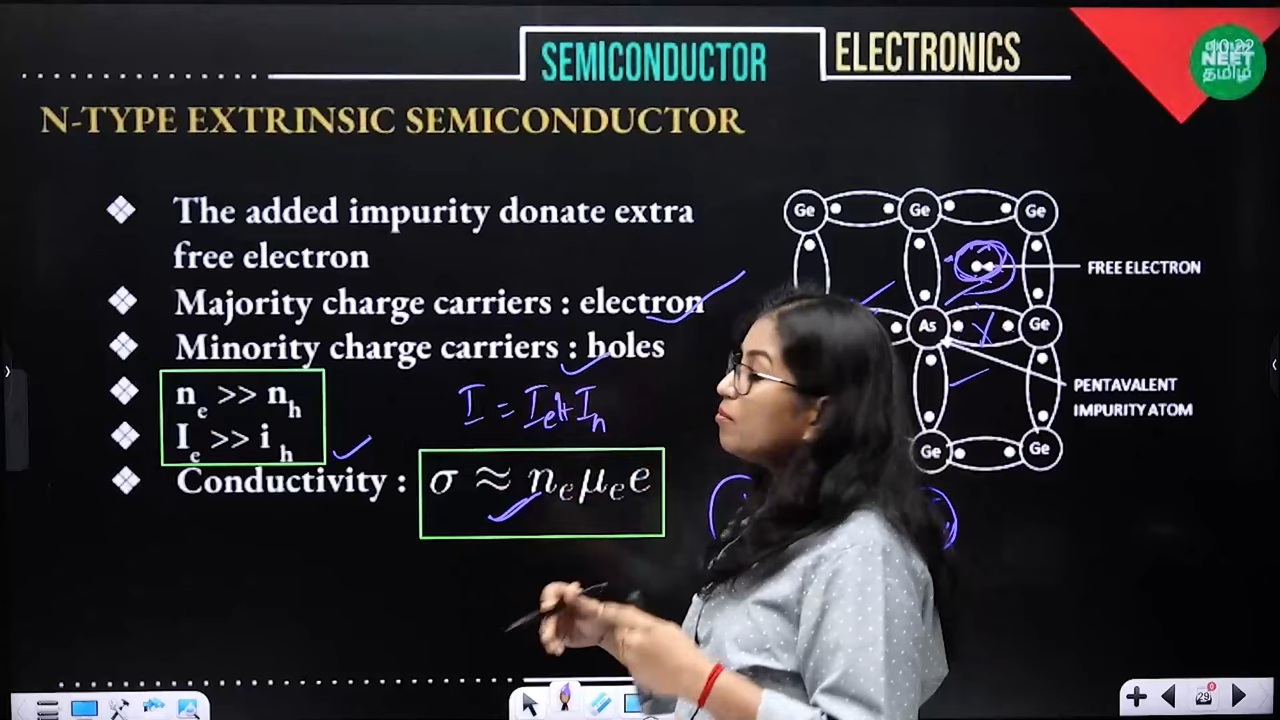 SEMICONDUCTOR
ELECTRONICS
NEET
தமிழ்
N-TYPE EXTRINSIC SEMICONDUCTOR
The added impurity donate extra
free electron
Majority charge carriers : electron
Minority charge carriers : holes
nₑ >> nₕ
Iₑ >> iₕ
I = Iₑ + Iₕ
Conductivity : σ ≈ nₑμₑe
Ge Ge Ge
FREE ELECTRON
As Ge
PENTAVALENT
IMPURITY ATOM
Ge Ge
29